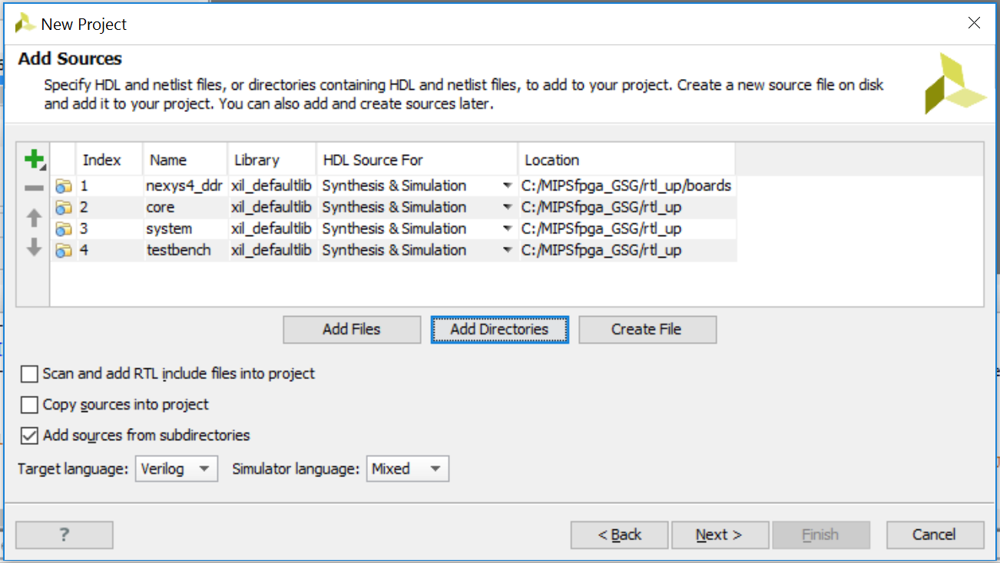 New Project
Add Sources
Specify HDL and netlist files, or directories containing HDL and netlist files, to add to your project. Create a new source file on disk
and add it to your project. You can also add and create sources later.
Index Name Library HDL Source For Location
1 nexys4_ddr xil_defaultlib Synthesis & Simulation C:/MIPSfpga_GSG/rtl_up/boards
2 core xil_defaultlib Synthesis & Simulation C:/MIPSfpga_GSG/rtl_up
3 system xil_defaultlib Synthesis & Simulation C:/MIPSfpga_GSG/rtl_up
4 testbench xil_defaultlib Synthesis & Simulation C:/MIPSfpga_GSG/rtl_up
Add Files Add Directories Create File
Scan and add RTL include files into project
Copy sources into project
Add sources from subdirectories
Target language: Verilog Simulator language: Mixed
? < Back Next > Finish Cancel